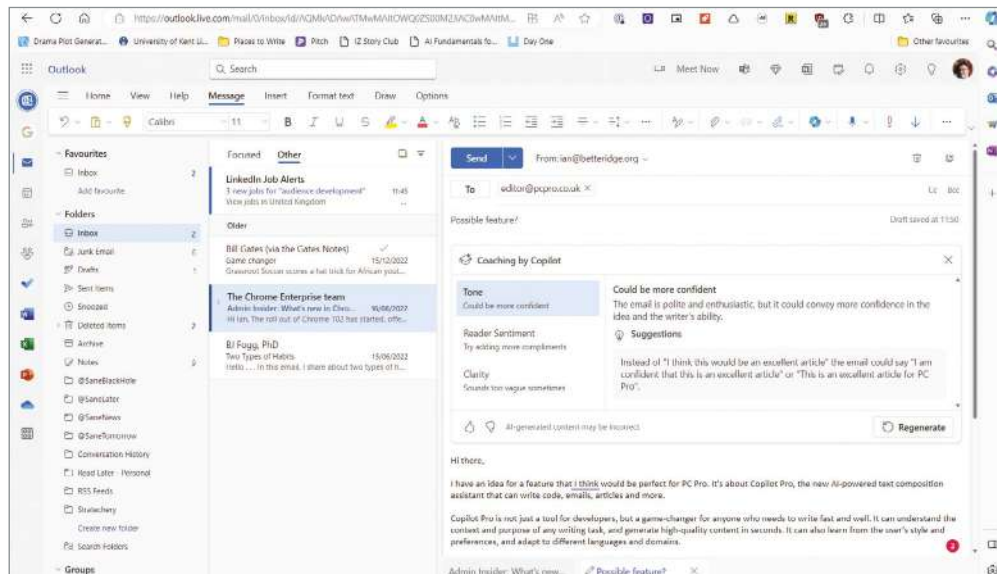 https://outlook.live.com/mail/0/inbox/id/
Drama Plot Generat...
University of Kent Li...
Places to Write
Pitch
IZ Story Club
AI Fundamentals fo...
Day One
Other favourites
Outlook
Search
Meet Now
Home
View
Help
Message
Insert
Format text
Draw
Options
Calibri
11
Favourites
Inbox 2
Add favourite
Folders
Inbox 2
Junk Email 6
Drafts 1
Sent Items
Snoozed
Deleted Items 2
Archive
Notes
@SaneBlackHole
@SaneLater
@SaneNews
@SaneTomorrow
Conversation History
Read Later - Personal
RSS Feeds
Stratechery
Create new folder
Search Folders
Groups
Focused
Other
LinkedIn Job Alerts
3 new jobs for "audience development" 11:45
View jobs in United Kingdom
Older
Bill Gates (via the Gates Notes)
Game changer 15/12/2022
Grassroot Soccer scores a hat trick for African yout...
The Chrome Enterprise team
Admin Insider: What's new in Chro... 16/06/2022
Hi Ian, The roll out of Chrome 102 has started, offe...
BJ Fogg, PhD
Two Types of Habits 15/06/2022
Hello . . . In this email, I share about two types of h...
Send
From: ian@betteridge.org
To
editor@pcpro.co.uk
Cc Bcc
Possible feature?
Draft saved at 11:50
Coaching by Copilot
Tone
Could be more confident
Reader Sentiment
Try adding more compliments
Clarity
Sounds too vague sometimes
Could be more confident
The email is polite and enthusiastic, but it could convey more confidence in the
idea and the writer's ability.
Suggestions
Instead of "I think this would be an excellent article" the email could say "I am
confident that this is an excellent article" or "This is an excellent article for PC
Pro".
AI-generated content may be incorrect
Regenerate
Hi there,
I have an idea for a feature that I think would be perfect for PC Pro. It's about Copilot Pro, the new AI-powered text composition
assistant that can write code, emails, articles and more.
Copilot Pro is not just a tool for developers, but a game-changer for anyone who needs to write fast and well. It can understand the
context and purpose of any writing task, and generate high-quality content in seconds. It can also learn from the user's style and
preferences, and adapt to different languages and domains.
Admin Insider: What's new...
Possible feature?